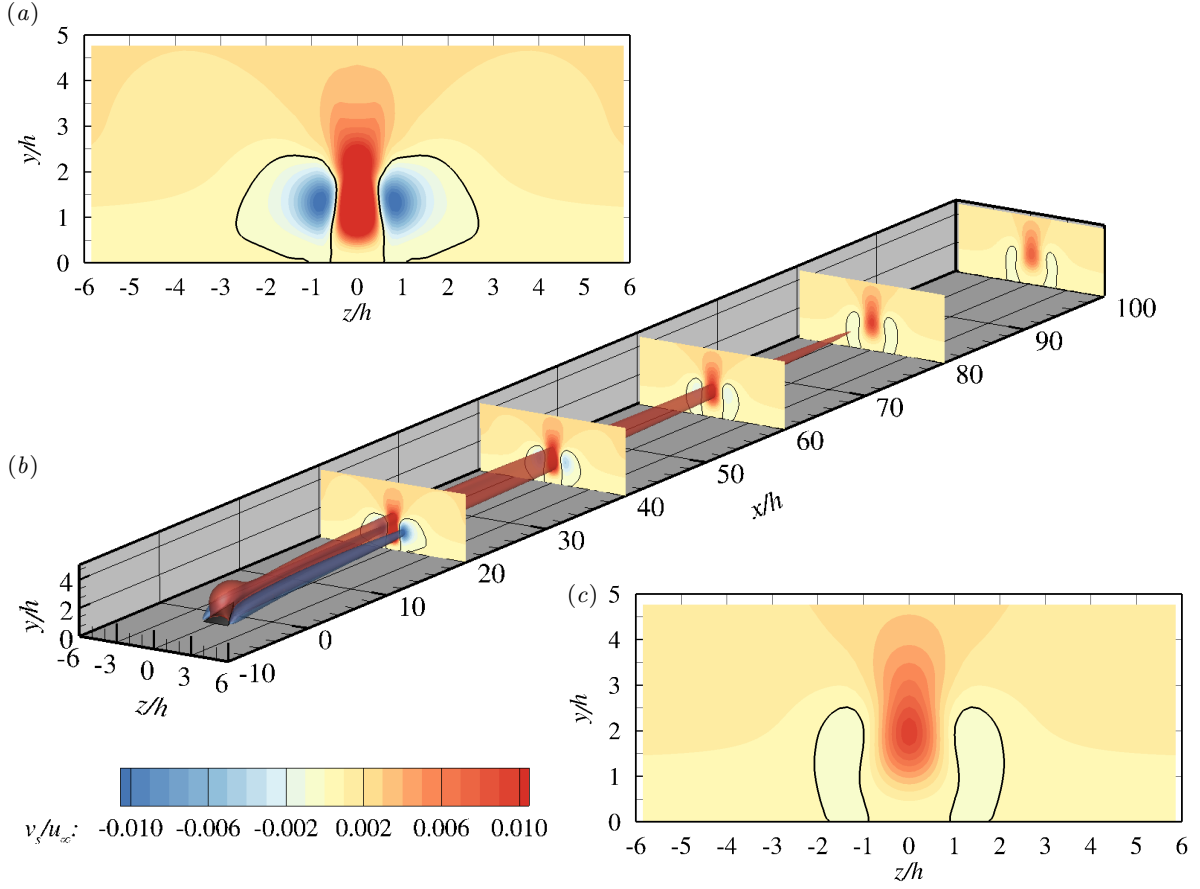 (a)
5
4
3
2
1
0
y/h
-6 -5 -4 -3 -2 -1 0 1 2 3 4 5 6
z/h
(b)
4
2
0
y/h
-6 -3 0 3 6
z/h
-10 0 10 20 30 40 50 60 70 80 90 100
x/h
(c)
5
4
3
2
1
0
y/h
-6 -5 -4 -3 -2 -1 0 1 2 3 4 5 6
z/h
v_s/u_∞: -0.010 -0.006 -0.002 0.002 0.006 0.010